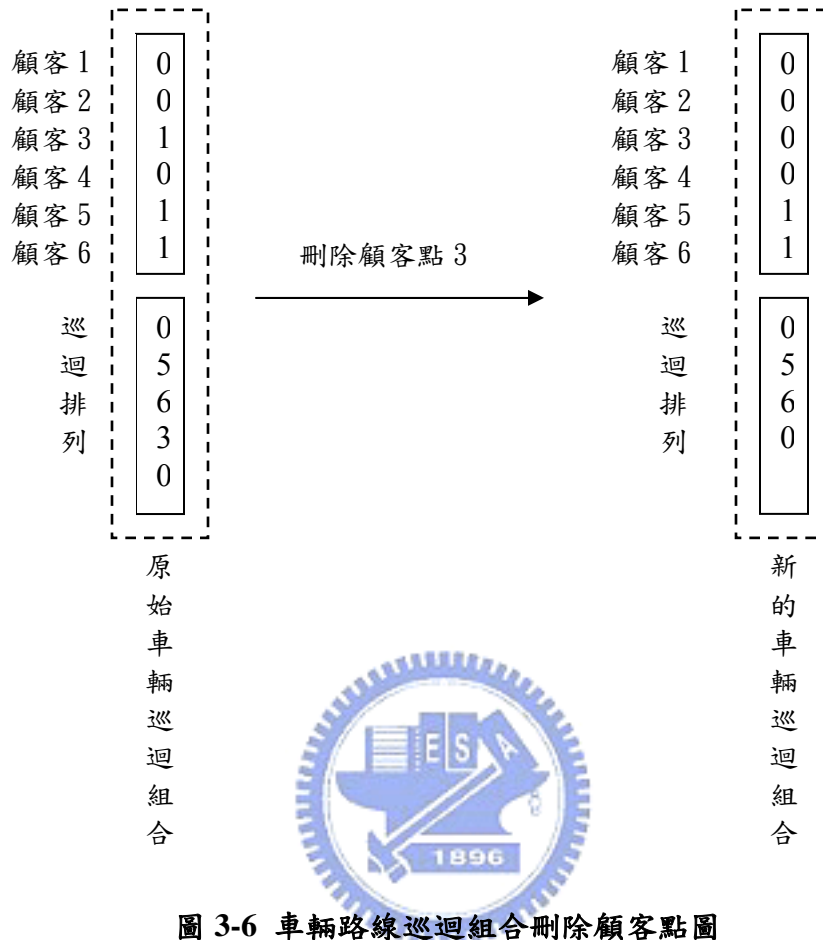 顧客1 0
顧客2 0
顧客3 1
顧客4 0
顧客5 1
顧客6 1
巡迴排列
0
5
6
3
0
原始車輛巡迴組合
刪除顧客點 3
顧客1 0
顧客2 0
顧客3 0
顧客4 0
顧客5 1
顧客6 1
巡迴排列
0
5
6
0
新的車輛巡迴組合
E S A
1896
圖 3-6 車輛路線巡迴組合刪除顧客點圖